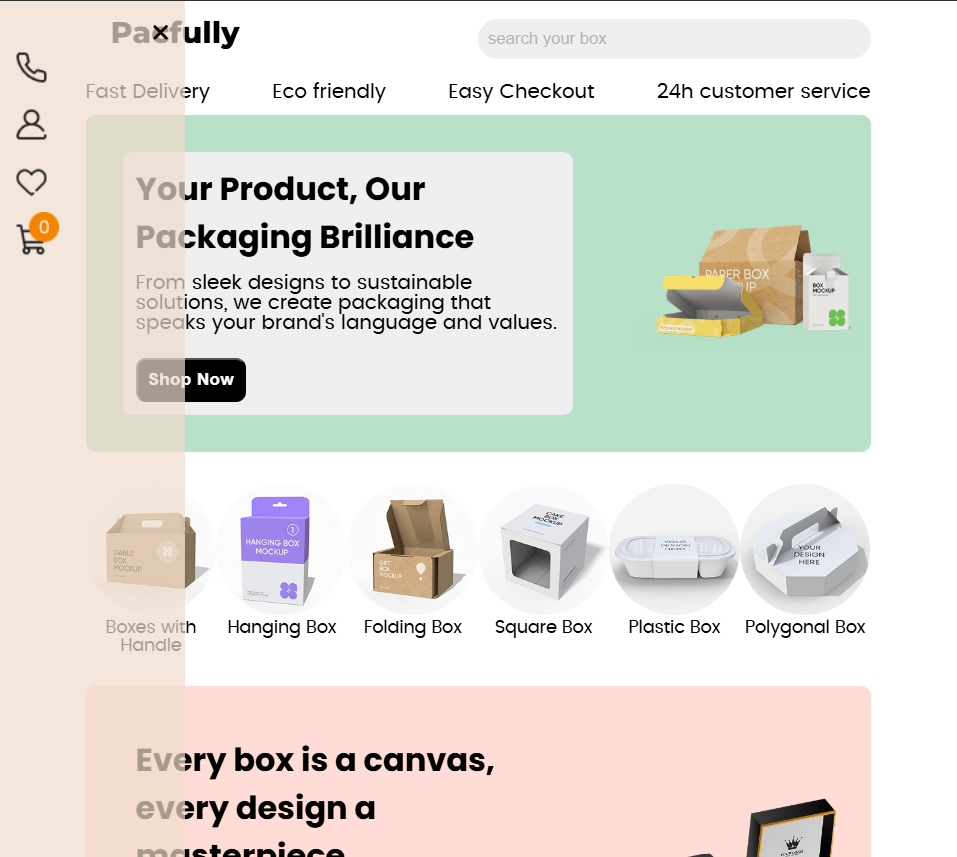 Pacfully
search your box
Fast Delivery
Eco friendly
Easy Checkout
24h customer service
0
Your Product, Our
Packaging Brilliance
From sleek designs to sustainable
solutions, we create packaging that
speaks your brand's language and values.
Shop Now
PAPER BOX
BOX
MOCKUP
GABLE
BOX
MOCKUP
1
HANGING BOX
MOCKUP
GIFT
BOX
MOCKUP
CAKE
BOX
MOCKUP
YOUR
DESIGN
HERE
YOUR
DESIGN
HERE
Boxes with
Handle
Hanging Box
Folding Box
Square Box
Plastic Box
Polygonal Box
Every box is a canvas,
every design a
masterpiece